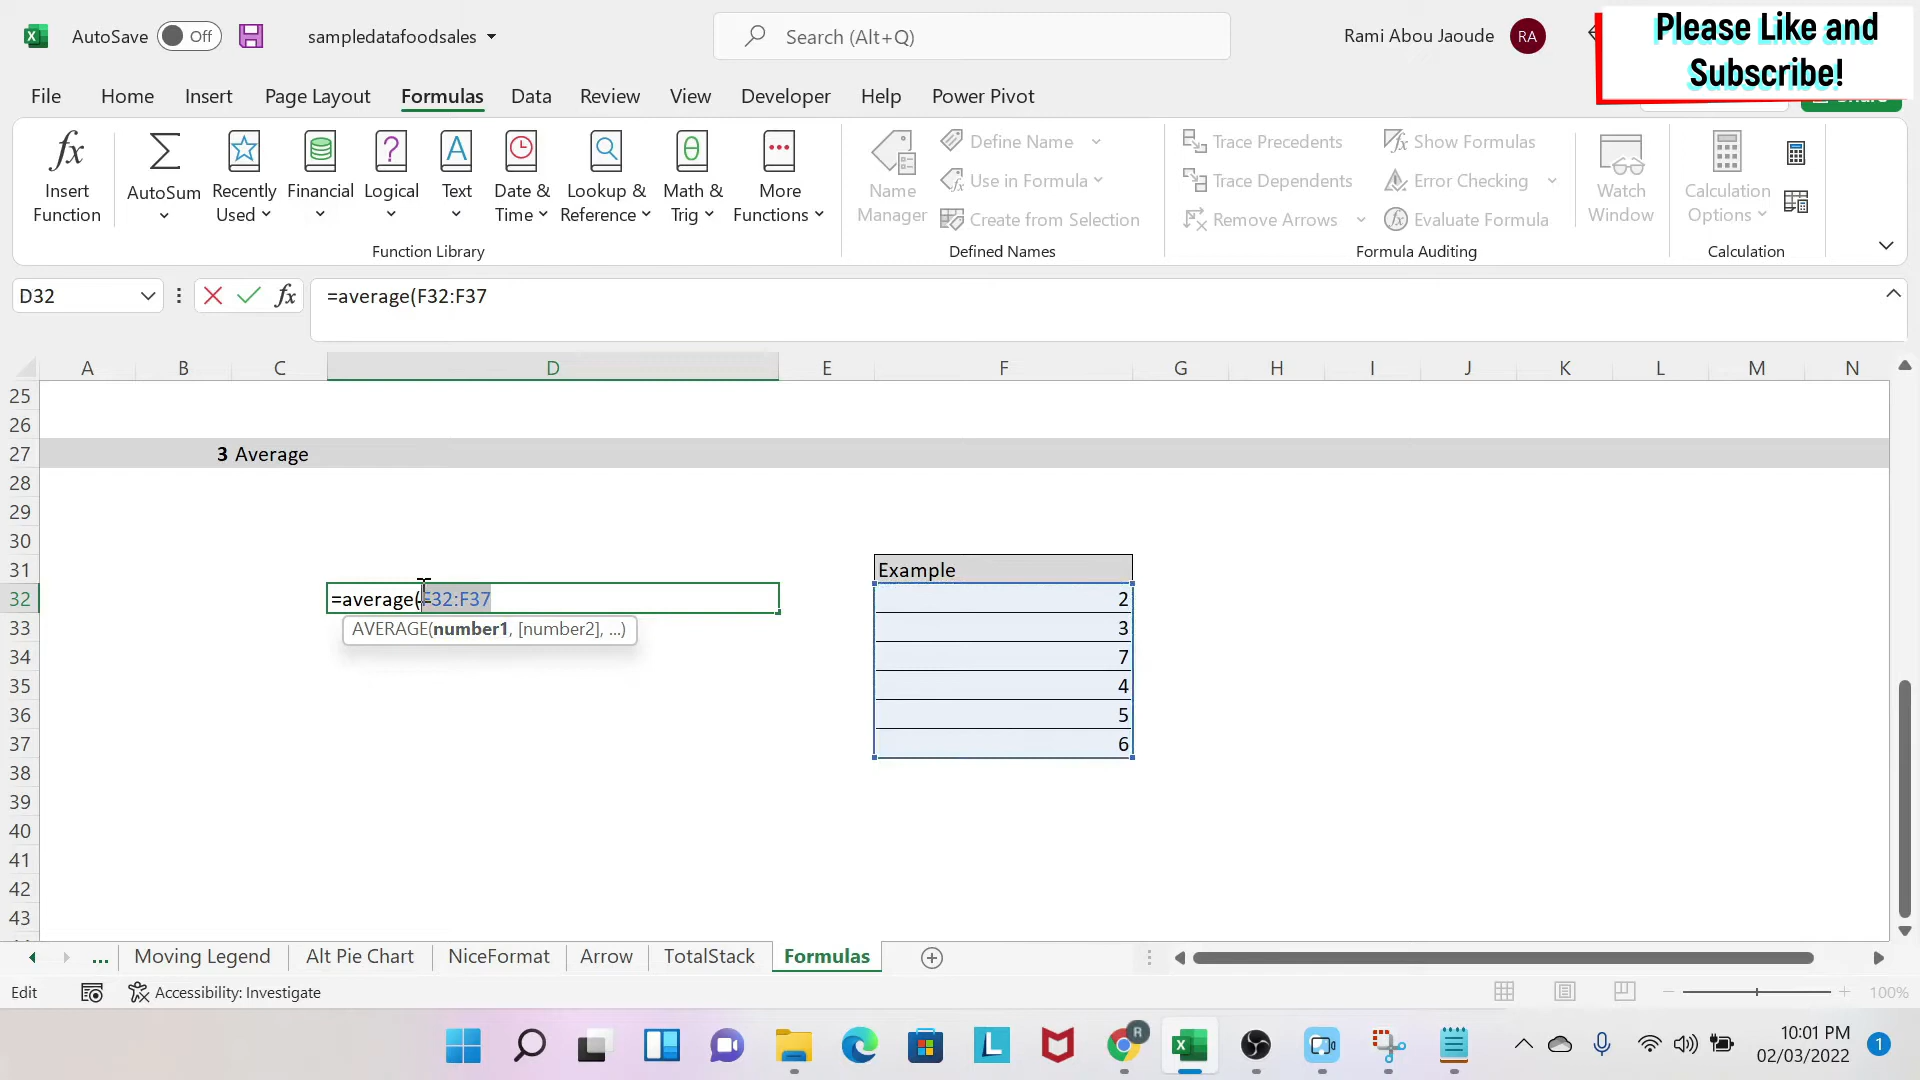 AutoSave Off sampledatafoodsales Search (Alt+Q) Rami Abou Jaoude RA
Please Like and
Subscribe!
File Home Insert Page Layout Formulas Data Review View Developer Help Power Pivot
Insert Function
AutoSum
Recently Used
Financial
Logical
Text
Date & Time
Lookup & Reference
Math & Trig
More Functions
Function Library
Name Manager
Define Name
Use in Formula
Create from Selection
Defined Names
Trace Precedents
Trace Dependents
Remove Arrows
Show Formulas
Error Checking
Evaluate Formula
Formula Auditing
Watch Window
Calculation Options
Calculation
D32 fx =average(F32:F37
A B C D E F G H I J K L M N
25
26
27 3 Average
28
29
30
31 Example
32 =average(F32:F37 2
33 AVERAGE(number1, [number2], ...) 3
34 7
35 4
36 5
37 6
38
39
40
41
42
43
... Moving Legend Alt Pie Chart NiceFormat Arrow TotalStack Formulas
Edit Accessibility: Investigate 100%
10:01 PM
02/03/2022 1